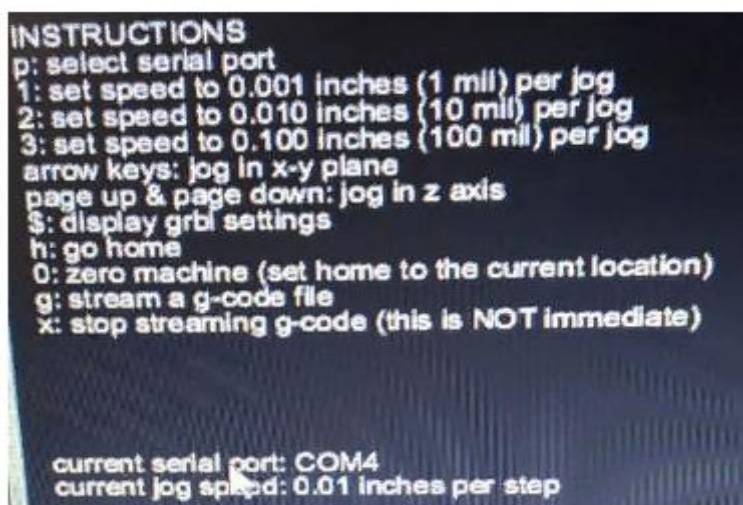 INSTRUCTIONS
p: select serial port
1: set speed to 0.001 inches (1 mil) per jog
2: set speed to 0.010 inches (10 mil) per jog
3: set speed to 0.100 inches (100 mil) per jog
arrow keys: jog in x-y plane
page up & page down: jog in z axis
$: display grbl settings
h: go home
0: zero machine (set home to the current location)
g: stream a g-code file
x: stop streaming g-code (this is NOT immediate)
current serial port: COM4
current jog speed: 0.01 inches per step